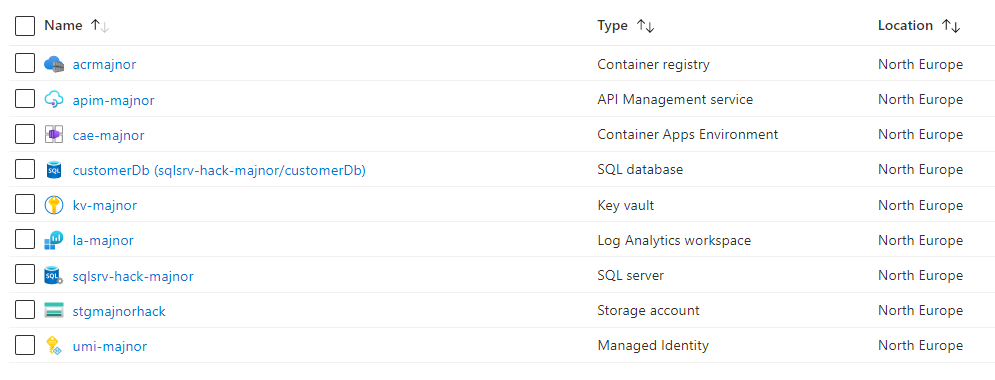 Name ↑↓ Type ↑↓ Location ↑↓
acrmajnor Container registry North Europe
apim-majnor API Management service North Europe
cae-majnor Container Apps Environment North Europe
SQL customerDb (sqlsrv-hack-majnor/customerDb) SQL database North Europe
kv-majnor Key vault North Europe
la-majnor Log Analytics workspace North Europe
SQL sqlsrv-hack-majnor SQL server North Europe
stgmajnorhack Storage account North Europe
umi-majnor Managed Identity North Europe